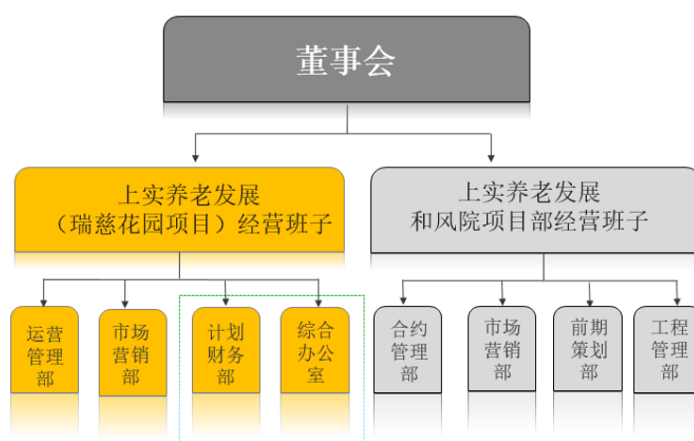 董事会
上实养老发展
（瑞慈花园项目）经营班子
上实养老发展
和风院项目部经营班子
运营
管理
部
市场
营销
部
计划
财务
部
综合
办公
室
合约
管理
部
市场
营销
部
前期
策划
部
工程
管理
部